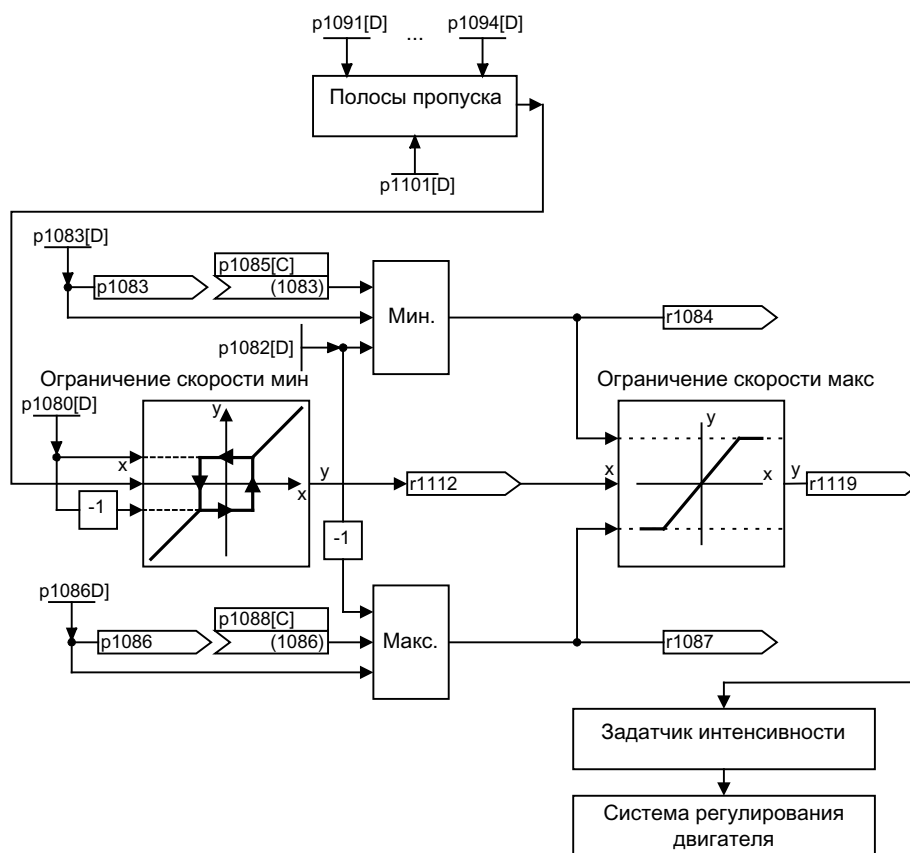 p1091[D] ... p1094[D]
Полосы пропуска
p1101[D]
p1083[D]
p1083
p1085[C]
(1083)
Мин.
r1084
p1082[D]
Ограничение скорости мин
Ограничение скорости макс
p1080[D]
y
y
x
x
y
r1112
x
x
y
r1119
-1
-1
p1086D]
p1086
p1088[C]
(1086)
Макс.
r1087
Задатчик интенсивности
Система регулирования
двигателя